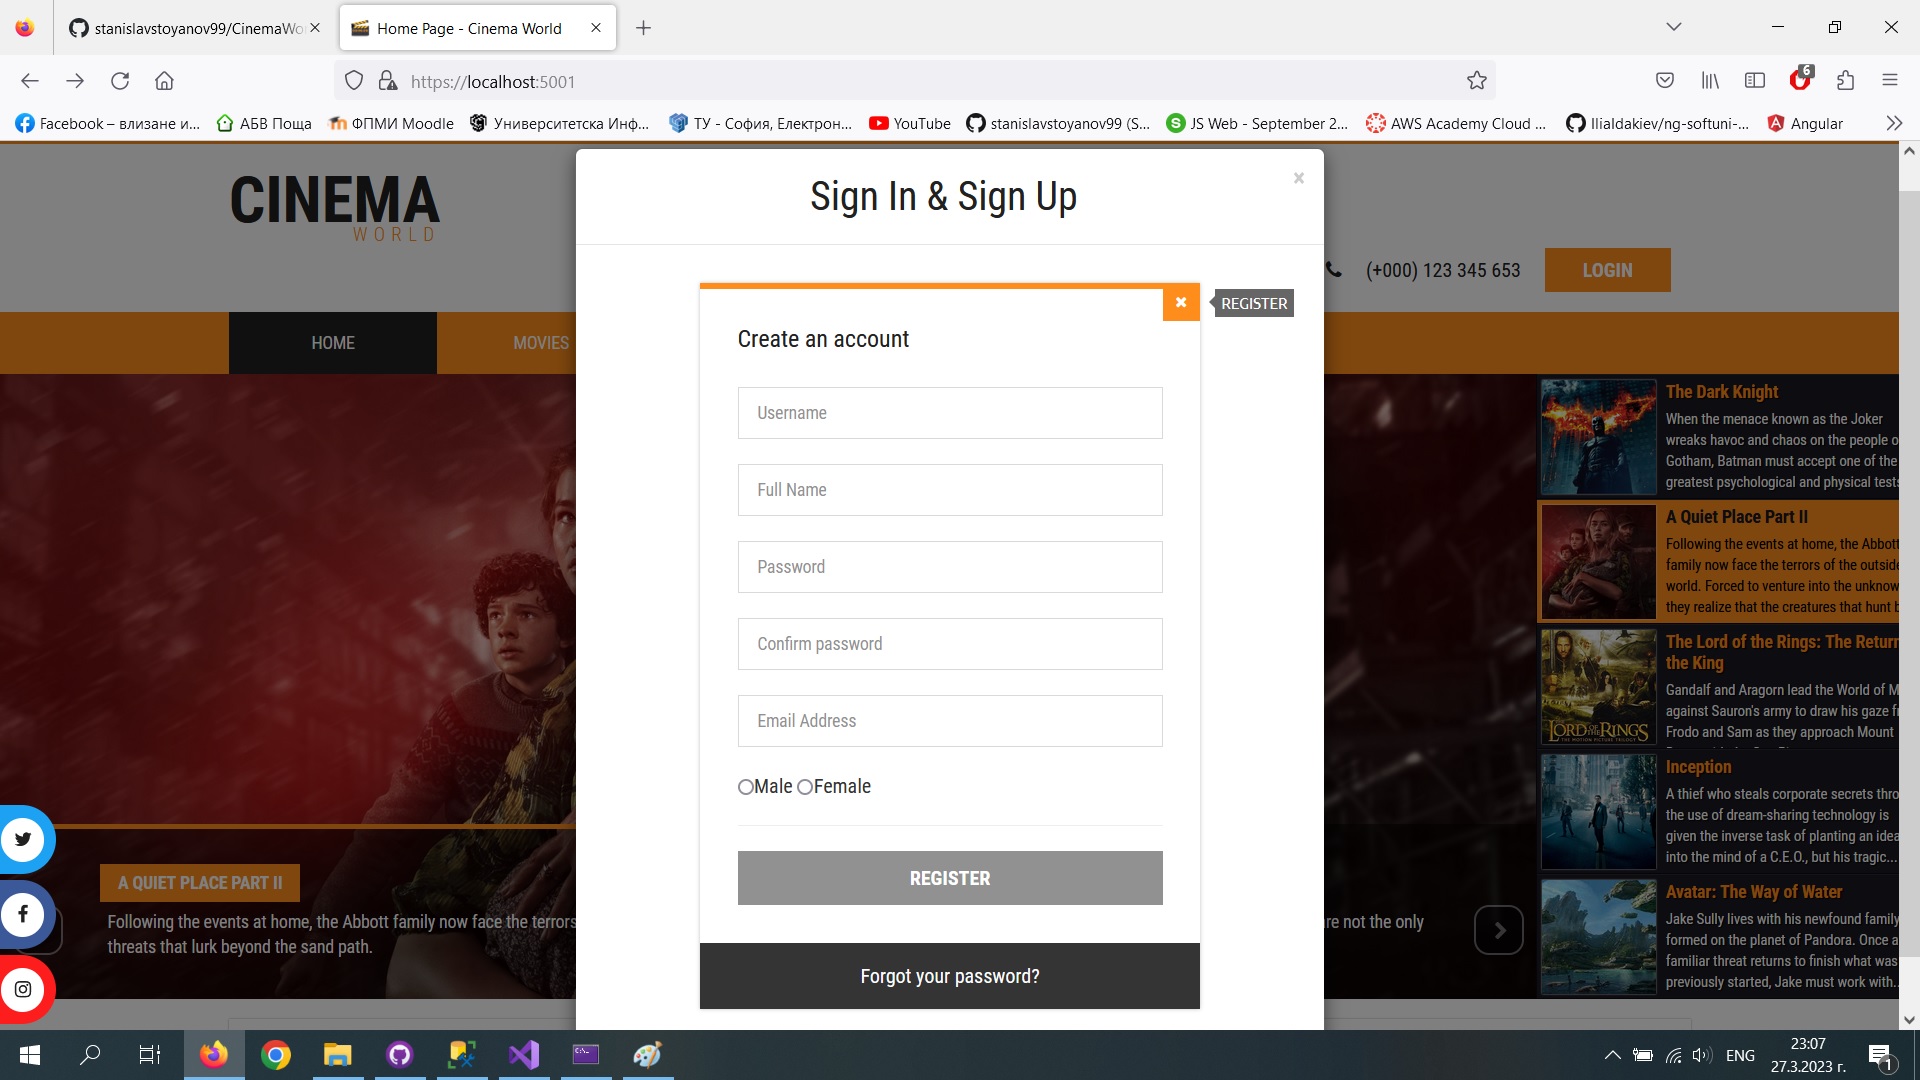 stanislavstoyanov99/CinemaWo
Home Page - Cinema World
https://localhost:5001
6
Facebook – влизане и...
АБВ Поща
ФПМИ Moodle
Университетска Инф...
ТУ - София, Електрон...
YouTube
stanislavstoyanov99 (S...
JS Web - September 2...
AWS Academy Cloud ...
IliaIdakiev/ng-softuni-...
Angular
CINEMA
WORLD
Sign In & Sign Up
×
(+000) 123 345 653
LOGIN
HOME
MOVIES
REGISTER
Create an account
Username
Full Name
Password
Confirm password
Email Address
Male
Female
REGISTER
Forgot your password?
A QUIET PLACE PART II
Following the events at home, the Abbott family now face the terrors
re not the only
threats that lurk beyond the sand path.
The Dark Knight
When the menace known as the Joker
wreaks havoc and chaos on the people o
Gotham, Batman must accept one of the
greatest psychological and physical tests
A Quiet Place Part II
Following the events at home, the Abbott
family now face the terrors of the outside
world. Forced to venture into the unknow
they realize that the creatures that hunt b
The Lord of the Rings: The Return
the King
Gandalf and Aragorn lead the World of M
against Sauron's army to draw his gaze fr
Frodo and Sam as they approach Mount
LORD OF THE RINGS
THE MOTION PICTURE TRILOGY
Inception
A thief who steals corporate secrets thro
the use of dream-sharing technology is
given the inverse task of planting an idea
into the mind of a C.E.O., but his tragic...
Avatar: The Way of Water
Jake Sully lives with his newfound family
formed on the planet of Pandora. Once a
familiar threat returns to finish what was
previously started, Jake must work with..
ENG
23:07
27.3.2023 г.
1